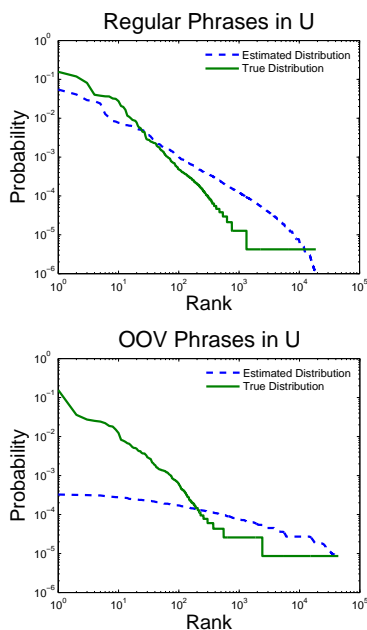 Regular Phrases in U
10^0
10^-1
10^-2
10^-3
10^-4
10^-5
10^-6
Probability
Estimated Distribution
True Distribution
10^0 10^1 10^2 10^3 10^4 10^5
Rank
OOV Phrases in U
10^0
10^-1
10^-2
10^-3
10^-4
10^-5
10^-6
Probability
Estimated Distribution
True Distribution
10^0 10^1 10^2 10^3 10^4 10^5
Rank